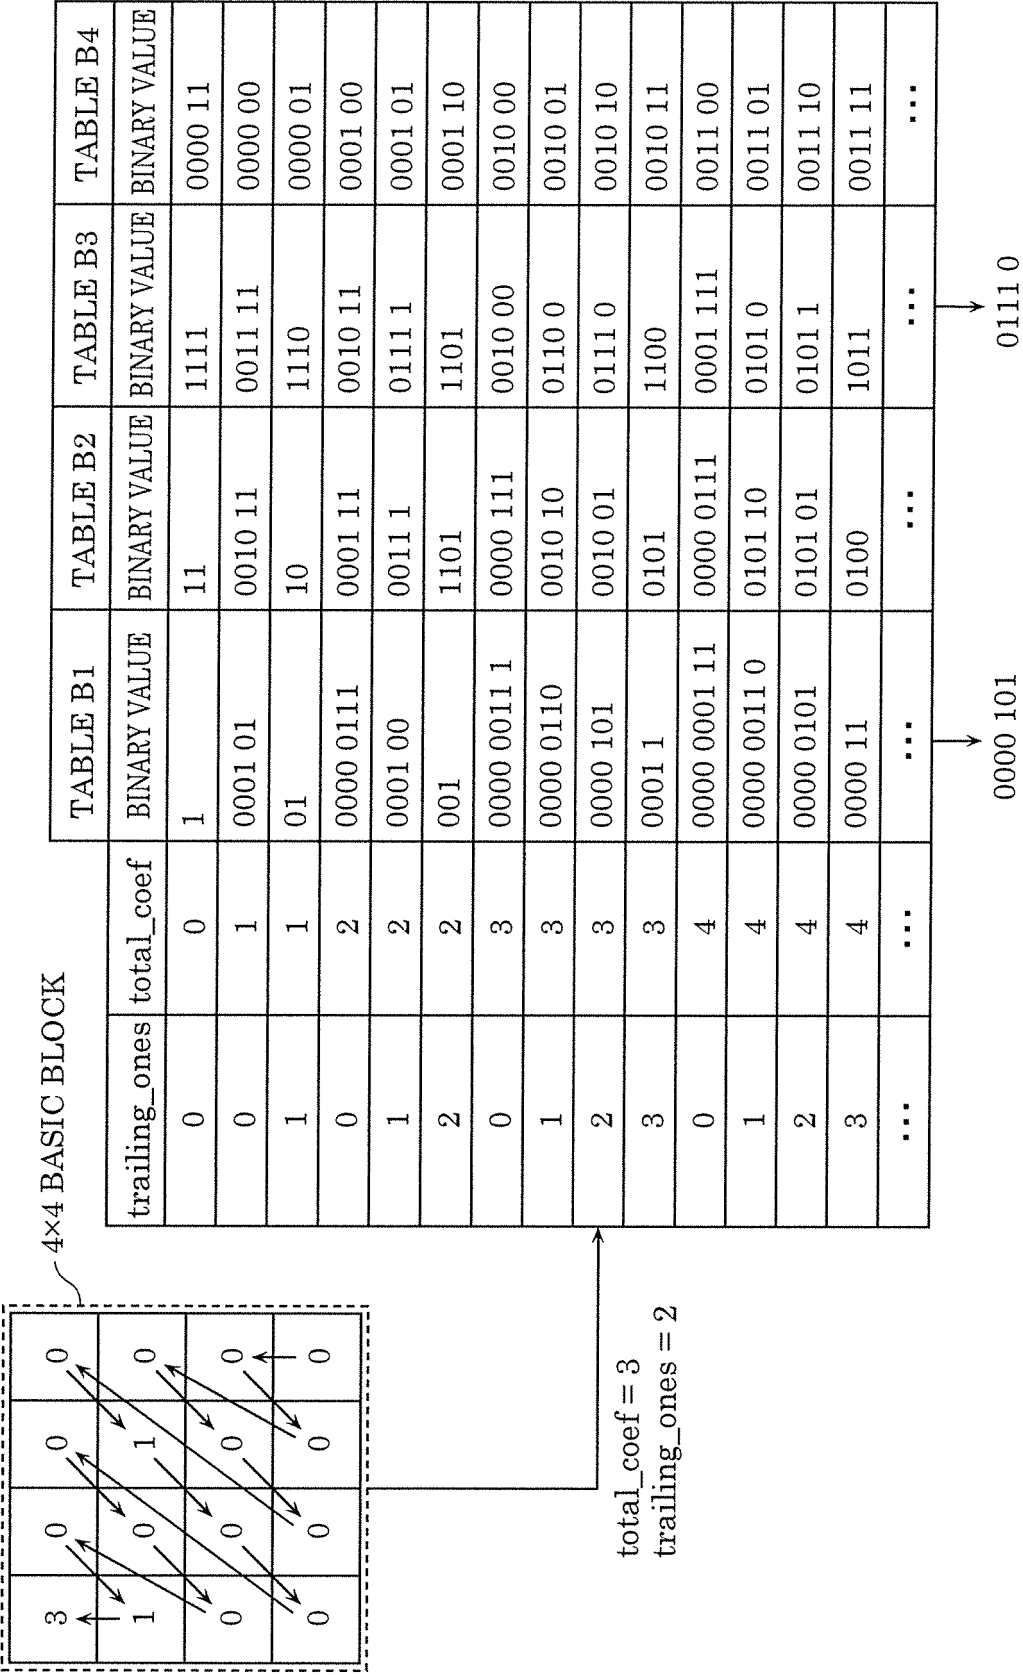 4×4 BASIC BLOCK
3 0 0 0
1 0 1 0
0 0 0 0
0 0 0 0
total_coef = 3
trailing_ones = 2
TABLE B1 TABLE B2 TABLE B3 TABLE B4
trailing_ones total_coef BINARY VALUE BINARY VALUE BINARY VALUE BINARY VALUE
0 0 1 11 1111 0000 11
0 1 0001 01 0010 11 0011 11 0000 00
1 1 01 10 1110 0000 01
0 2 0000 0111 0001 11 0010 11 0001 00
1 2 0001 00 0011 1 0111 1 0001 01
2 2 001 1101 1101 0001 10
0 3 0000 0011 1 0000 111 0010 00 0010 00
1 3 0000 0110 0010 10 0110 0 0010 01
2 3 0000 101 0010 01 0111 0 0010 10
3 3 0001 1 0101 1100 0010 11
0 4 0000 0001 11 0000 0111 0001 111 0011 00
1 4 0000 0011 0 0101 10 0101 0 0011 01
2 4 0000 0101 0101 01 0101 1 0011 10
3 4 0000 11 0100 1011 0011 11
... ... ... ... ... ...
0000 101 0111 0